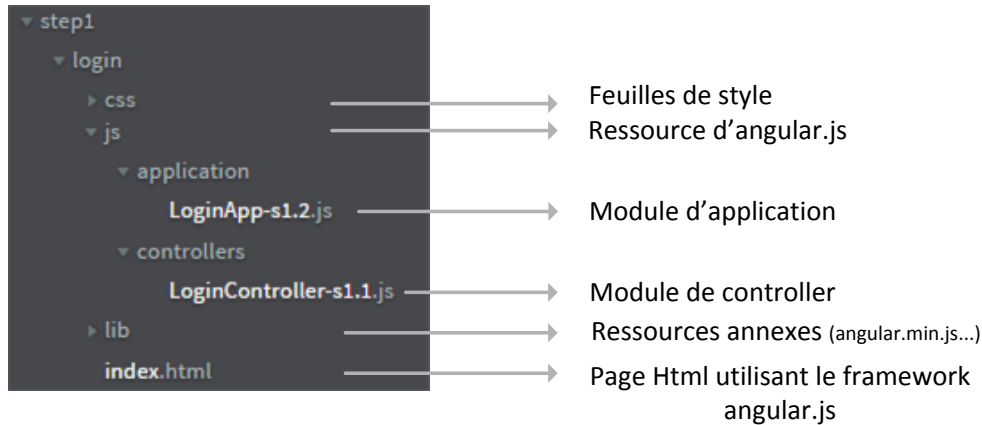 step1
login
css
Feuilles de style
js
Ressource d’angular.js
application
LoginApp-s1.2.js
Module d’application
controllers
LoginController-s1.1.js
Module de controller
lib
Ressources annexes (angular.min.js...)
index.html
Page Html utilisant le framework
angular.js